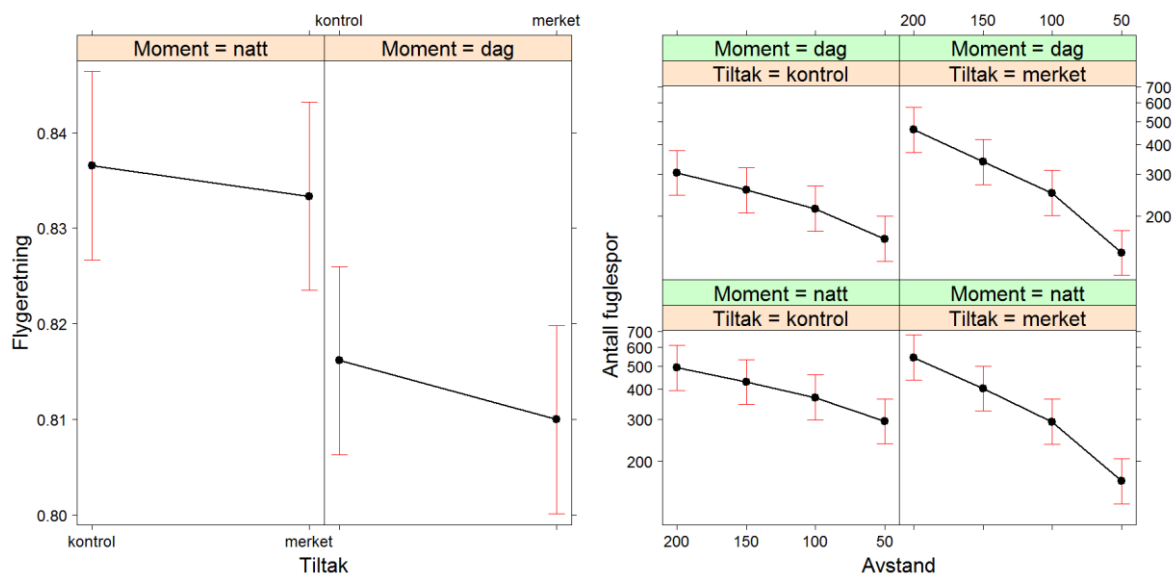 kontrol
merket
Moment = natt
Moment = dag
0.84
0.83
0.82
0.81
0.80
Flygeretning
kontrol
merket
Tiltak
200
150
100
50
Moment = dag
Moment = dag
Tiltak = kontrol
Tiltak = merket
700
600
500
400
300
200
Antall fuglespor
Moment = natt
Moment = natt
Tiltak = kontrol
Tiltak = merket
700
600
500
400
300
200
200
150
100
50
Avstand